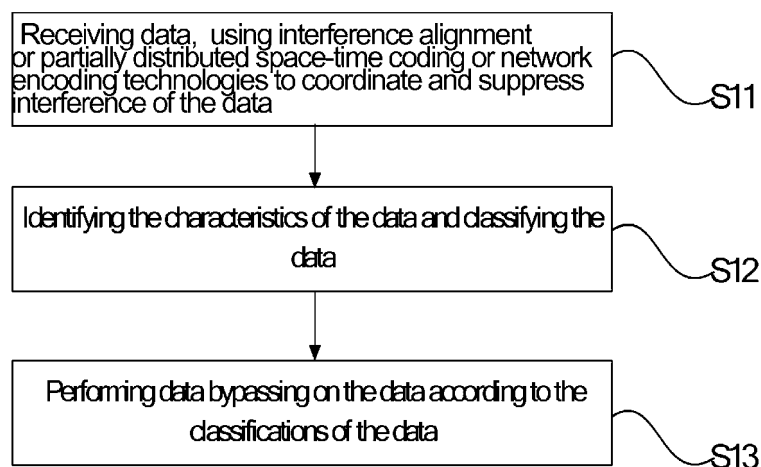 Receiving data, using interference alignment
or partially distributed space-time coding or network
encoding technologies to coordinate and suppress
interference of the data
S11
Identifying the characteristics of the data and classifying the
data
S12
Performing data bypassing on the data according to the
classifications of the data
S13